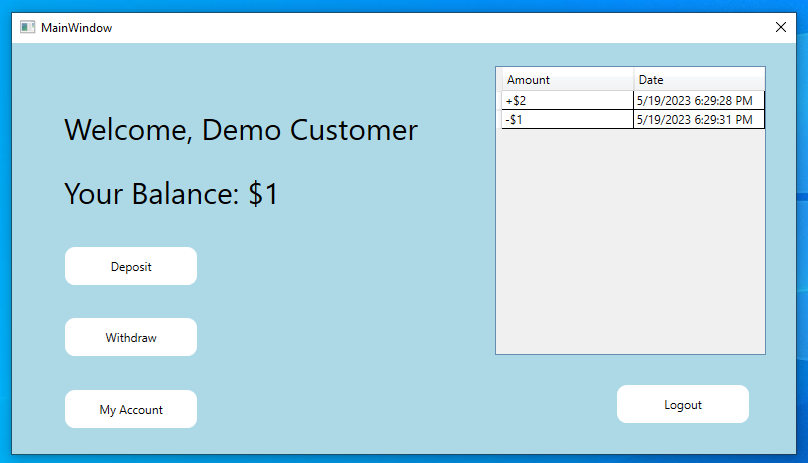 MainWindow
Welcome, Demo Customer
Your Balance: $1
Deposit
Withdraw
My Account
Amount Date
+$2 5/19/2023 6:29:28 PM
-$1 5/19/2023 6:29:31 PM
Logout